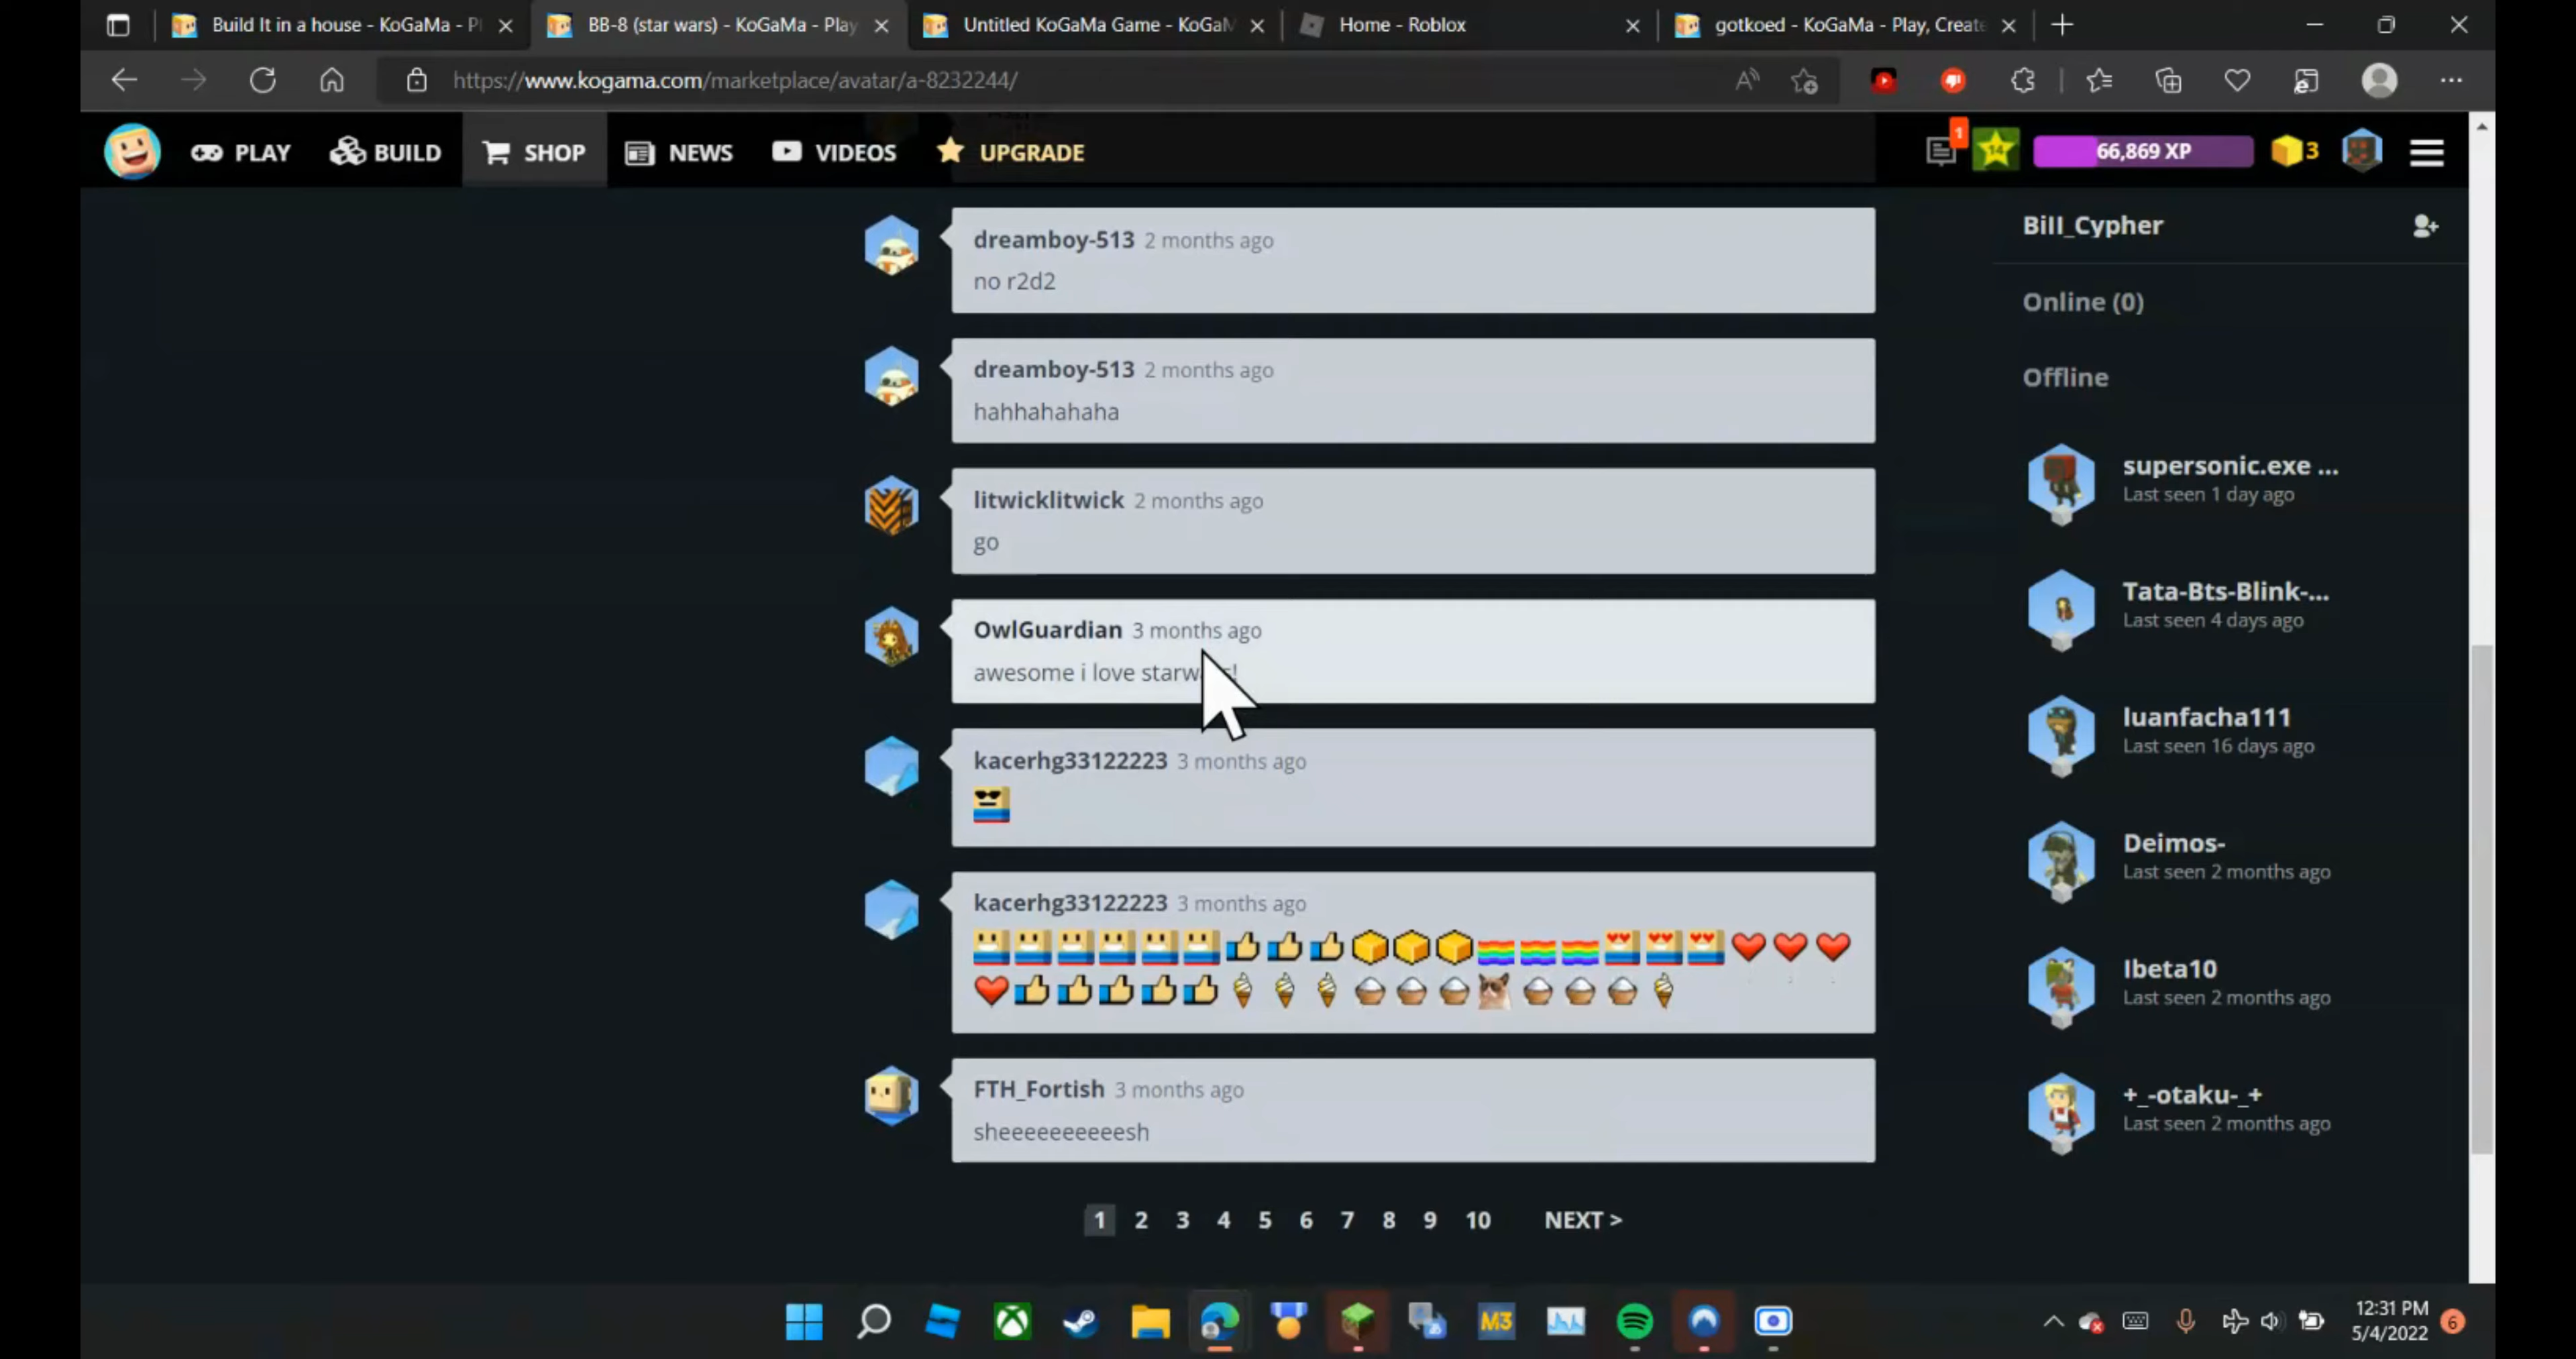 Build It in a house - KoGaMa - Pl
BB-8 (star wars) - KoGaMa - Play
Untitled KoGaMa Game - KoGaM
Home - Roblox
gotkoed - KoGaMa - Play, Create
https://www.kogama.com/marketplace/avatar/a-8232244/
PLAY
BUILD
SHOP
NEWS
VIDEOS
UPGRADE
1
14
66,869 XP
3
dreamboy-513 2 months ago
no r2d2
dreamboy-513 2 months ago
hahhahahaha
litwicklitwick 2 months ago
go
OwlGuardian 3 months ago
awesome i love starwars!
kacerhg33122223 3 months ago
kacerhg33122223 3 months ago
FTH_Fortish 3 months ago
sheeeeeeeeeesh
1 2 3 4 5 6 7 8 9 10 NEXT >
Bill_Cypher
Online (0)
Offline
supersonic.exe ...
Last seen 1 day ago
Tata-Bts-Blink-...
Last seen 4 days ago
luanfacha111
Last seen 16 days ago
Deimos-
Last seen 2 months ago
Ibeta10
Last seen 2 months ago
+_-otaku-_+
Last seen 2 months ago
M3
12:31 PM
5/4/2022
6